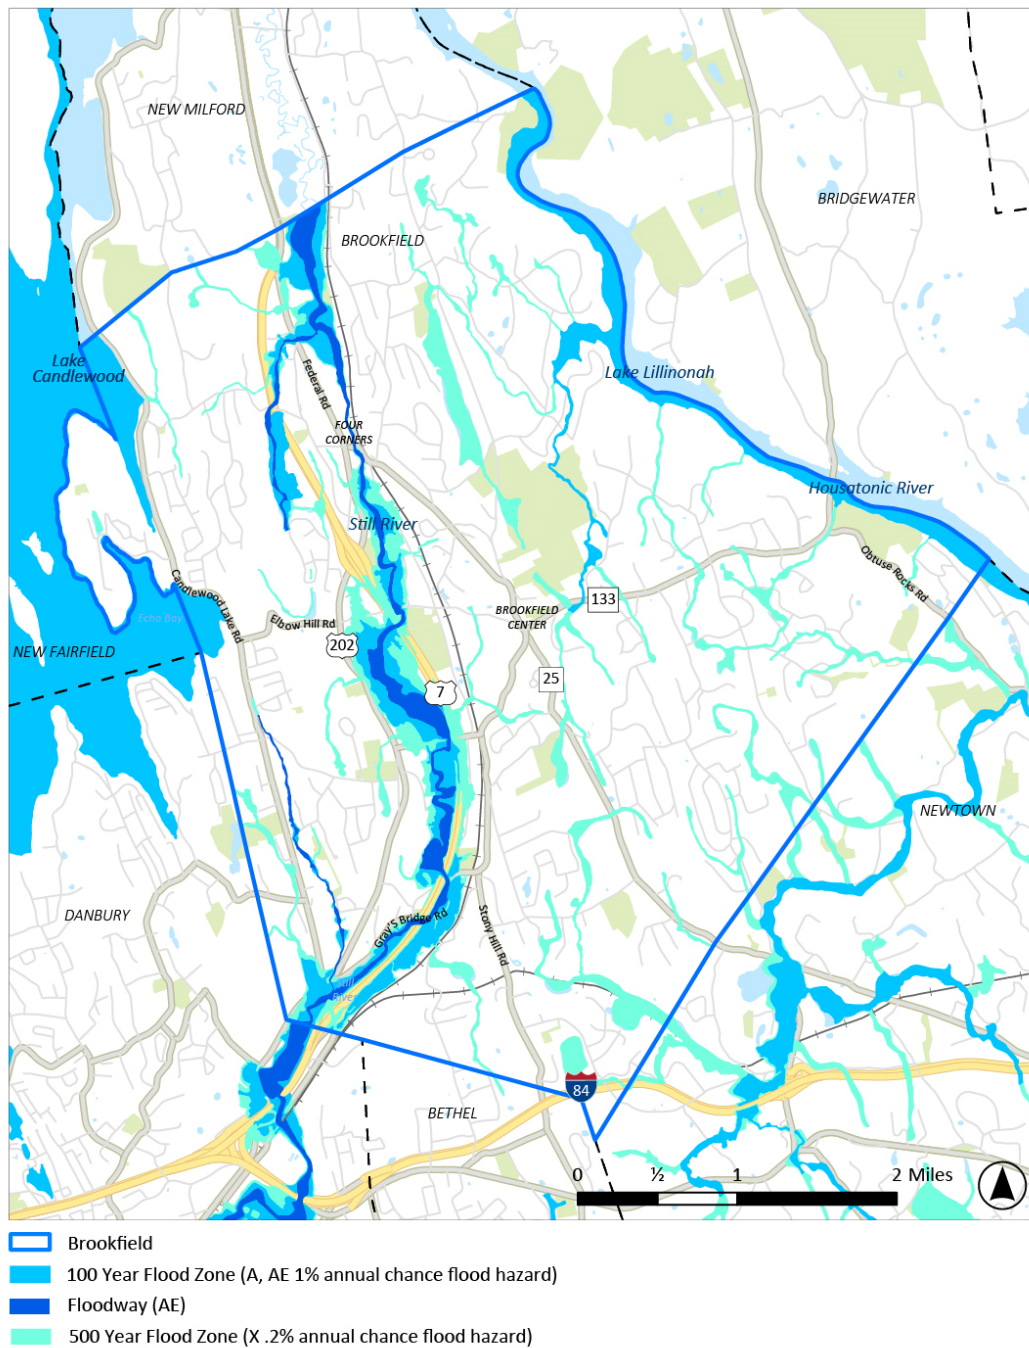 NEW MILFORD
BRIDGEWATER
BROOKFIELD
Lake
Candlewood
Lake Lillinonah
Federal Rd
FOUR
CORNERS
Housatonic River
Still River
Obtuse Rocks Rd
Candlewood Lake Rd
133
BROOKFIELD
CENTER
Echo Bay
Elbow Hill Rd
202
NEW FAIRFIELD
25
7
NEWTOWN
DANBURY
Gray'S Bridge Rd
Stony Hill Rd
Still
River
84
BETHEL
0 ½ 1 2 Miles
Brookfield
100 Year Flood Zone (A, AE 1% annual chance flood hazard)
Floodway (AE)
500 Year Flood Zone (X .2% annual chance flood hazard)